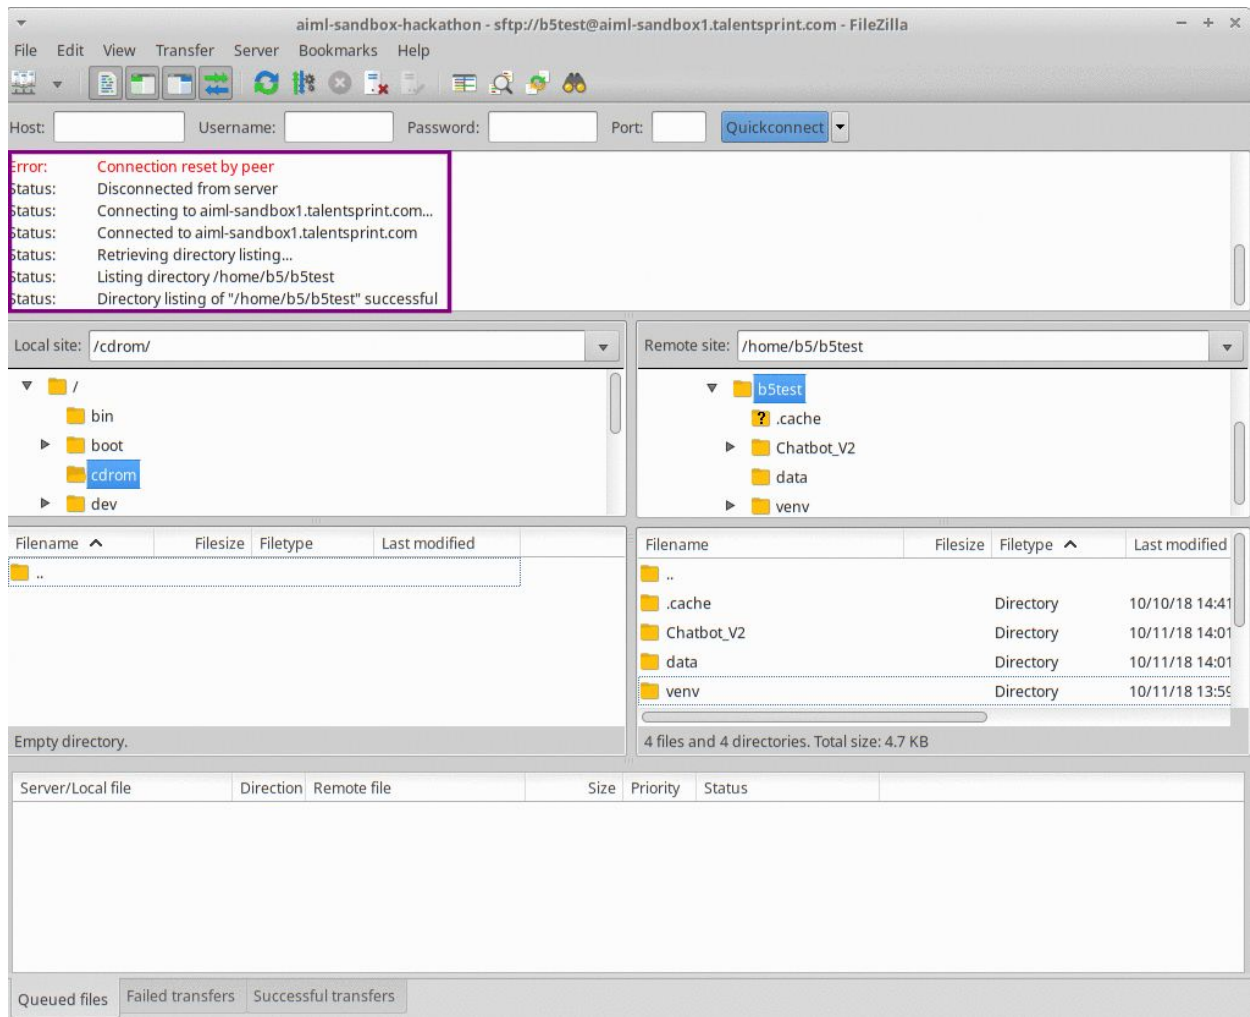 aiml-sandbox-hackathon - sftp://b5test@aiml-sandbox1.talentsprint.com - FileZilla
File Edit View Transfer Server Bookmarks Help
Host: Username: Password: Port: Quickconnect
Error: Connection reset by peer
Status: Disconnected from server
Status: Connecting to aiml-sandbox1.talentsprint.com...
Status: Connected to aiml-sandbox1.talentsprint.com
Status: Retrieving directory listing...
Status: Listing directory /home/b5/b5test
Status: Directory listing of "/home/b5/b5test" successful
Local site: /cdrom/
/
bin
boot
cdrom
dev
Remote site: /home/b5/b5test
b5test
? .cache
Chatbot_V2
data
venv
Filename Filesize Filetype Last modified
..
Empty directory.
Filename Filesize Filetype Last modified
..
.cache Directory 10/10/18 14:41
Chatbot_V2 Directory 10/11/18 14:01
data Directory 10/11/18 14:01
venv Directory 10/11/18 13:59
4 files and 4 directories. Total size: 4.7 KB
Server/Local file Direction Remote file Size Priority Status
Queued files Failed transfers Successful transfers